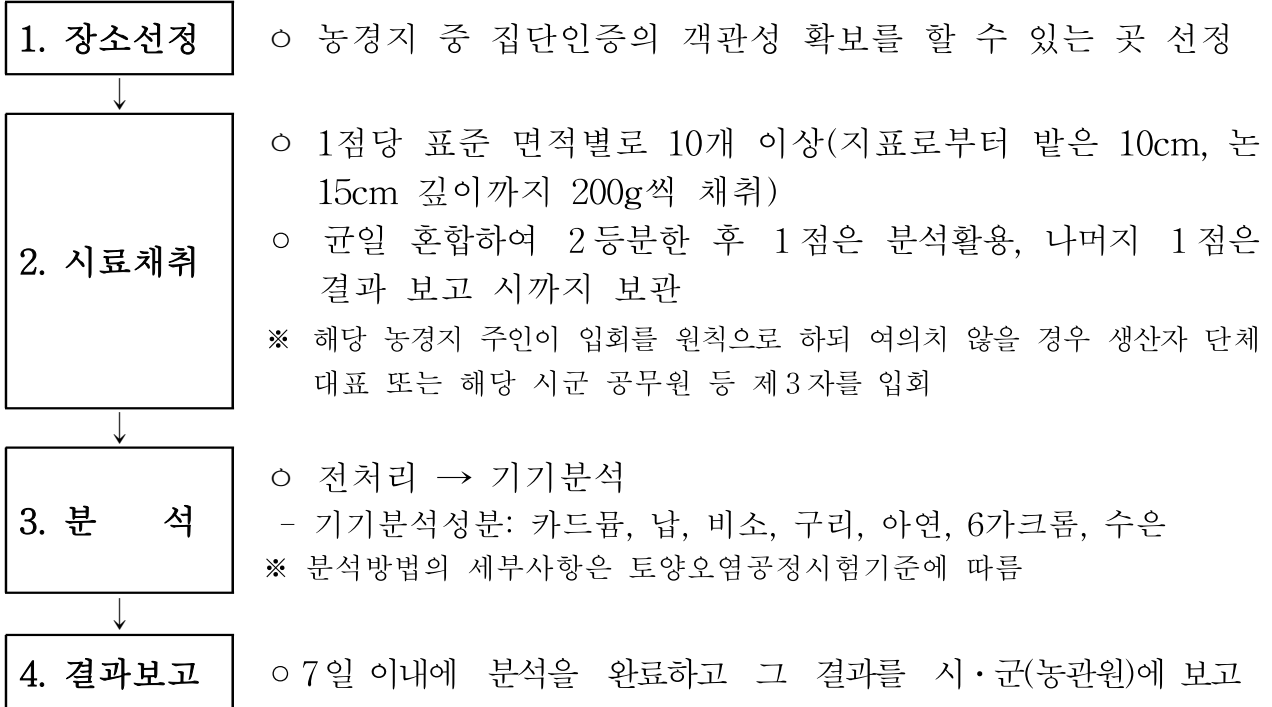 1. 장소선정
ㅇ 농경지 중 집단인증의 객관성 확보를 할 수 있는 곳 선정
↓
2. 시료채취
ㅇ 1점당 표준 면적별로 10개 이상(지표로부터 밭은 10cm, 논
15cm 깊이까지 200g씩 채취)
○ 균일 혼합하여 2등분한 후 1점은 분석활용, 나머지 1점은
결과 보고 시까지 보관
※ 해당 농경지 주인이 입회를 원칙으로 하되 여의치 않을 경우 생산자 단체
대표 또는 해당 시군 공무원 등 제3자를 입회
↓
3. 분 석
ㅇ 전처리 → 기기분석
- 기기분석성분: 카드뮴, 납, 비소, 구리, 아연, 6가크롬, 수은
※ 분석방법의 세부사항은 토양오염공정시험기준에 따름
↓
4. 결과보고
○ 7일 이내에 분석을 완료하고 그 결과를 시・군(농관원)에 보고